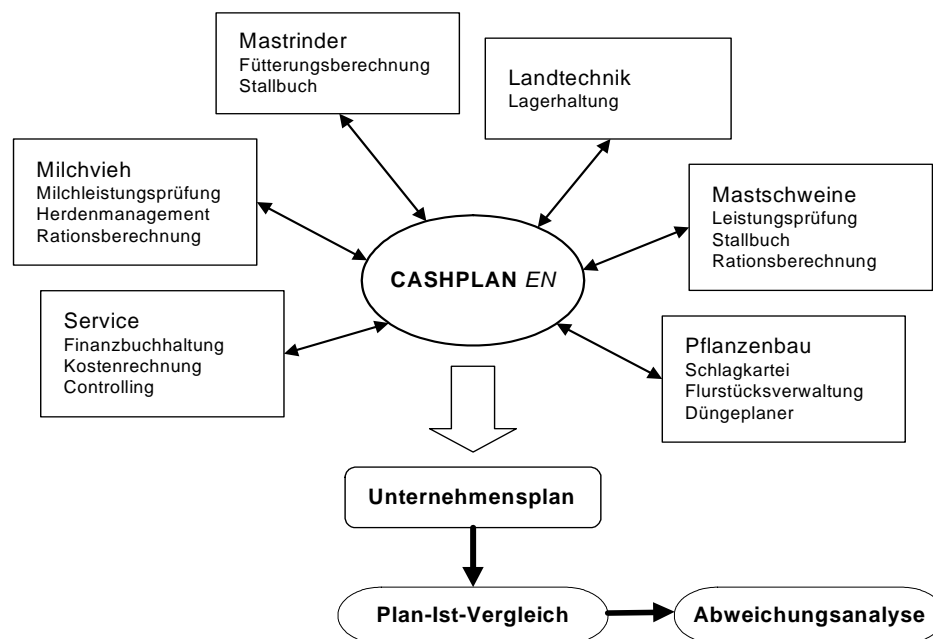 Mastrinder
Fütterungsberechnung
Stallbuch
Landtechnik
Lagerhaltung
Milchvieh
Milchleistungsprüfung
Herdenmanagement
Rationsberechnung
Mastschweine
Leistungsprüfung
Stallbuch
Rationsberechnung
CASHPLAN EN
Service
Finanzbuchhaltung
Kostenrechnung
Controlling
Pflanzenbau
Schlagkartei
Flurstücksverwaltung
Düngeplaner
Unternehmensplan
Plan-Ist-Vergleich
Abweichungsanalyse